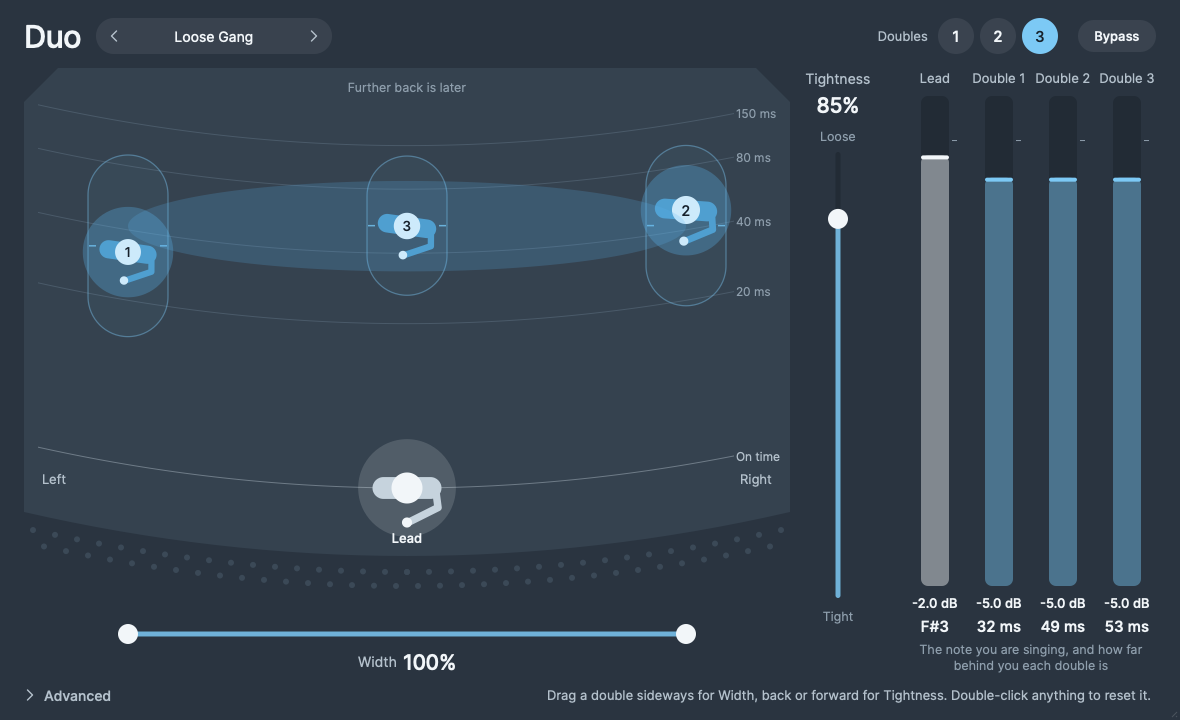 Duo
Loose Gang
Doubles 1 2 3 Bypass
Further back is later
150 ms
80 ms
40 ms
20 ms
1
3
2
On time
Left
Right
Lead
Width 100%
Tightness
85%
Loose
Tight
Lead Double 1 Double 2 Double 3
-2.0 dB -5.0 dB -5.0 dB -5.0 dB
F#3 32 ms 49 ms 53 ms
The note you are singing, and how far
behind you each double is
Advanced
Drag a double sideways for Width, back or forward for Tightness. Double-click anything to reset it.